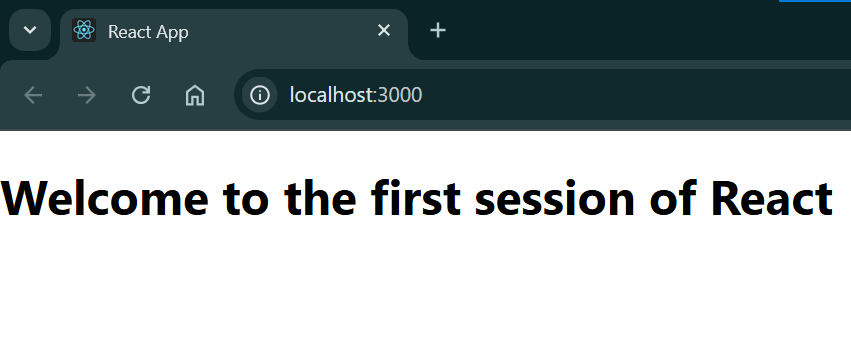 React App
localhost:3000
Welcome to the first session of React